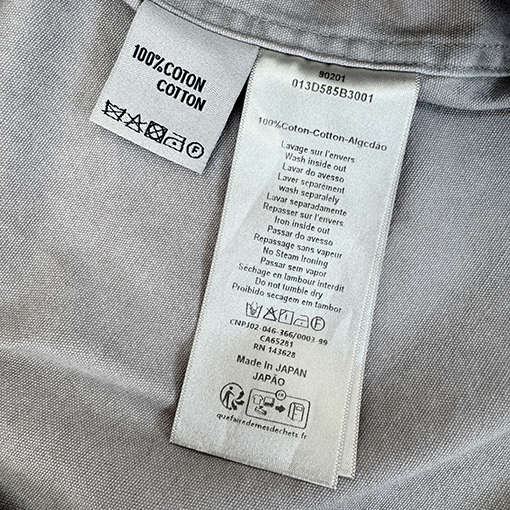 100%COTON
COTTON
90201
013D585B3001
100%Coton-Cotton-Algodão
Lavage sur l'envers
Wash inside out
Lavar do avesso
Laver séparément
wash separately
Lavar separadamente
Repasser sur l'envers
Iron inside out
Passar do avesso
Repassage sans vapeur
No Steam Ironing
Passar sem vapor
Sechage en tambour interdit
Do not tumble dry
Proibido secagem em tambor
CNPJ02-046-366/0003-99
CA65281
RN 143628
Made In JAPAN
JAPÃO
quefairedemesdechets.fr